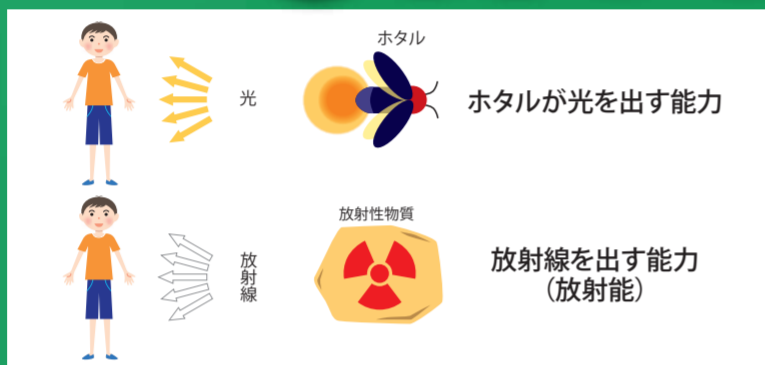 ホタル
光
ホタルが光を出す能力
放射性物質
放射線
放射線を出す能力
(放射能)